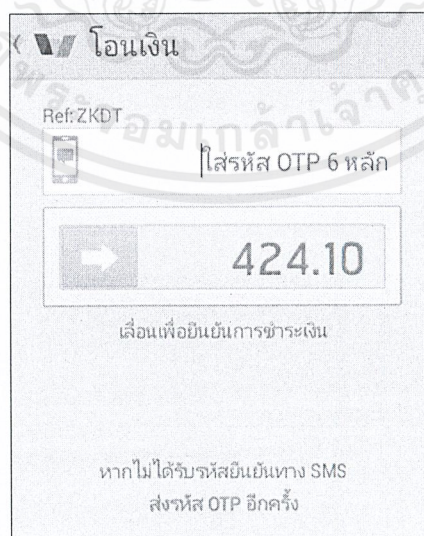 โอนเงิน
Ref: ZKDT
ใส่รหัส OTP 6 หลัก
424.10
เลื่อนเพื่อยืนยันการชำระเงิน
หากไม่ได้รับรหัสยืนยันทาง SMS
ส่งรหัส OTP อีกครั้ง